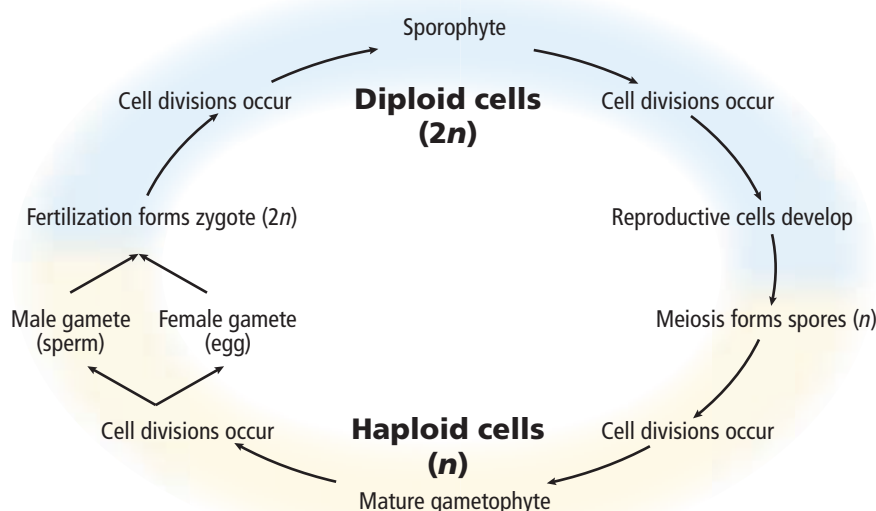 Sporophyte
Cell divisions occur
Diploid cells
(2n)
Cell divisions occur
Fertilization forms zygote (2n)
Reproductive cells develop
Male gamete
(sperm)
Female gamete
(egg)
Meiosis forms spores (n)
Cell divisions occur
Haploid cells
(n)
Cell divisions occur
Mature gametophyte